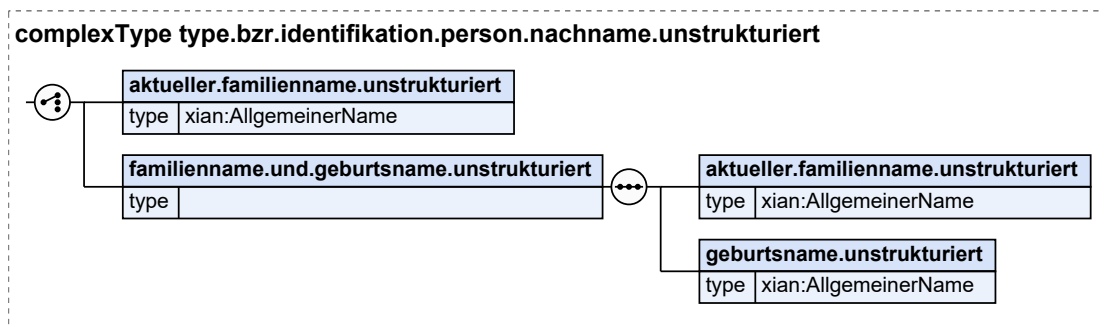 complexType type.bzr.identifikation.person.nachname.unstrukturiert
aktueller.familienname.unstrukturiert
type xian:AllgemeinerName
familienname.und.geburtsname.unstrukturiert
type
aktueller.familienname.unstrukturiert
type xian:AllgemeinerName
geburtsname.unstrukturiert
type xian:AllgemeinerName